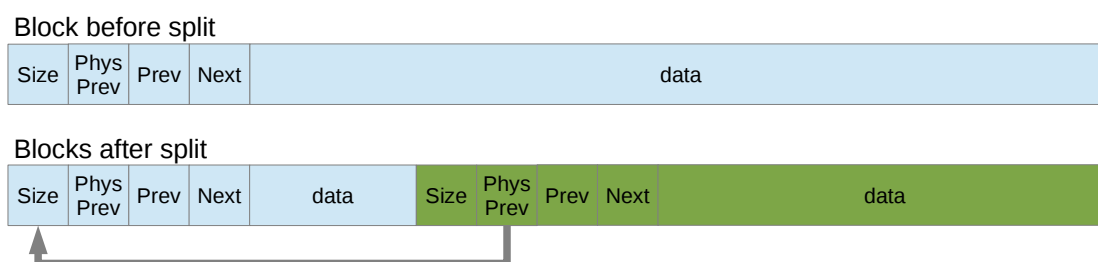 Block before split
Size Phys Prev Prev Next data
Blocks after split
Size Phys Prev Prev Next data Size Phys Prev Prev Next data